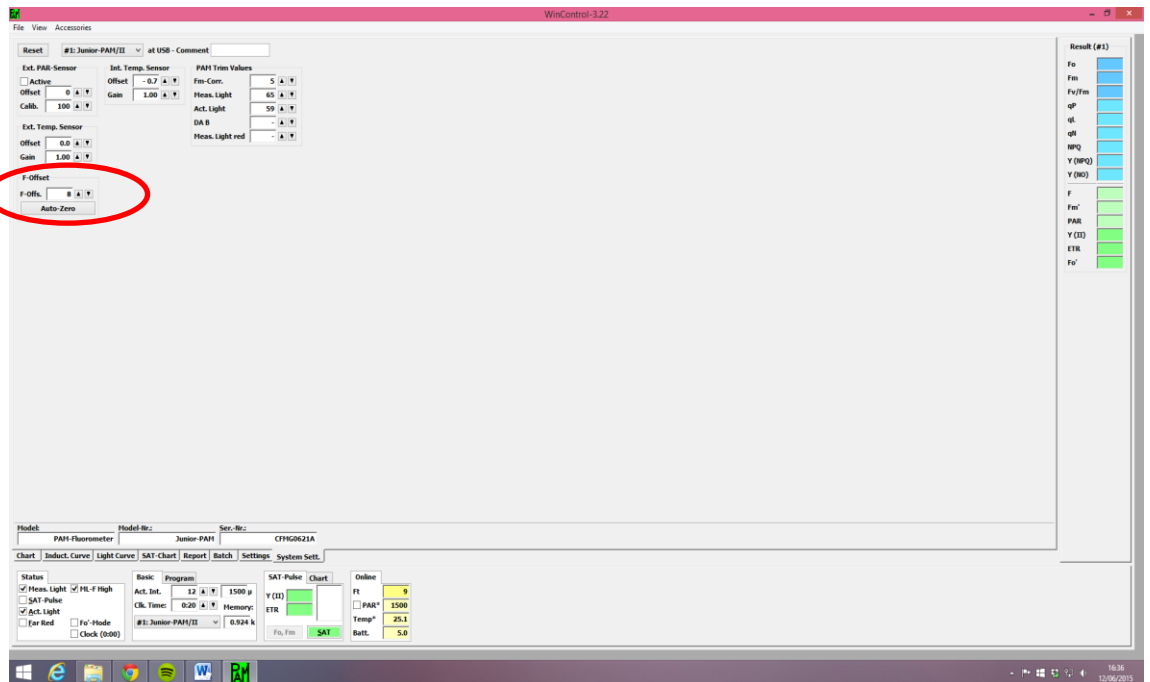 WinControl-3.22
File View Accessories
Reset #1: Junior-PAM/II at USB - Comment
Ext. PAR-Sensor
Active
Offset 0
Calib. 100
Int. Temp. Sensor
Offset - 0.7
Gain 1.00
PAM Trim Values
Fm-Corr. 5
Meas. Light 65
Act. Light 59
DA B -
Meas. Light red -
Ext. Temp. Sensor
Offset 0.0
Gain 1.00
F-Offset
F-Offs. 8
Auto-Zero
Result (#1)
Fo
Fm
Fv/Fm
qP
qL
qN
NPQ
Y (NPQ)
Y (NO)
F
Fm'
PAR
Y (II)
ETR
Fo'
Model: Model-Nr.: Ser.-Nr.:
PAM-Fluorometer Junior-PAM CFMG0621A
Chart Induct. Curve Light Curve SAT-Chart Report Batch Settings System Sett.
Status
Meas. Light ML-F High
SAT-Pulse
Act. Light
Far Red Fo'-Mode
Clock (0:00)
Basic Program
Act. Int. 12 1500 µ
Clk. Time: 0:20 Memory:
#1: Junior-PAM/II 0.924 k
SAT-Pulse Chart
Y (II)
ETR
Fo, Fm SAT
Online
Ft 9
PAR* 1500
Temp* 25.1
Batt. 5.0
16:36
12/06/2015